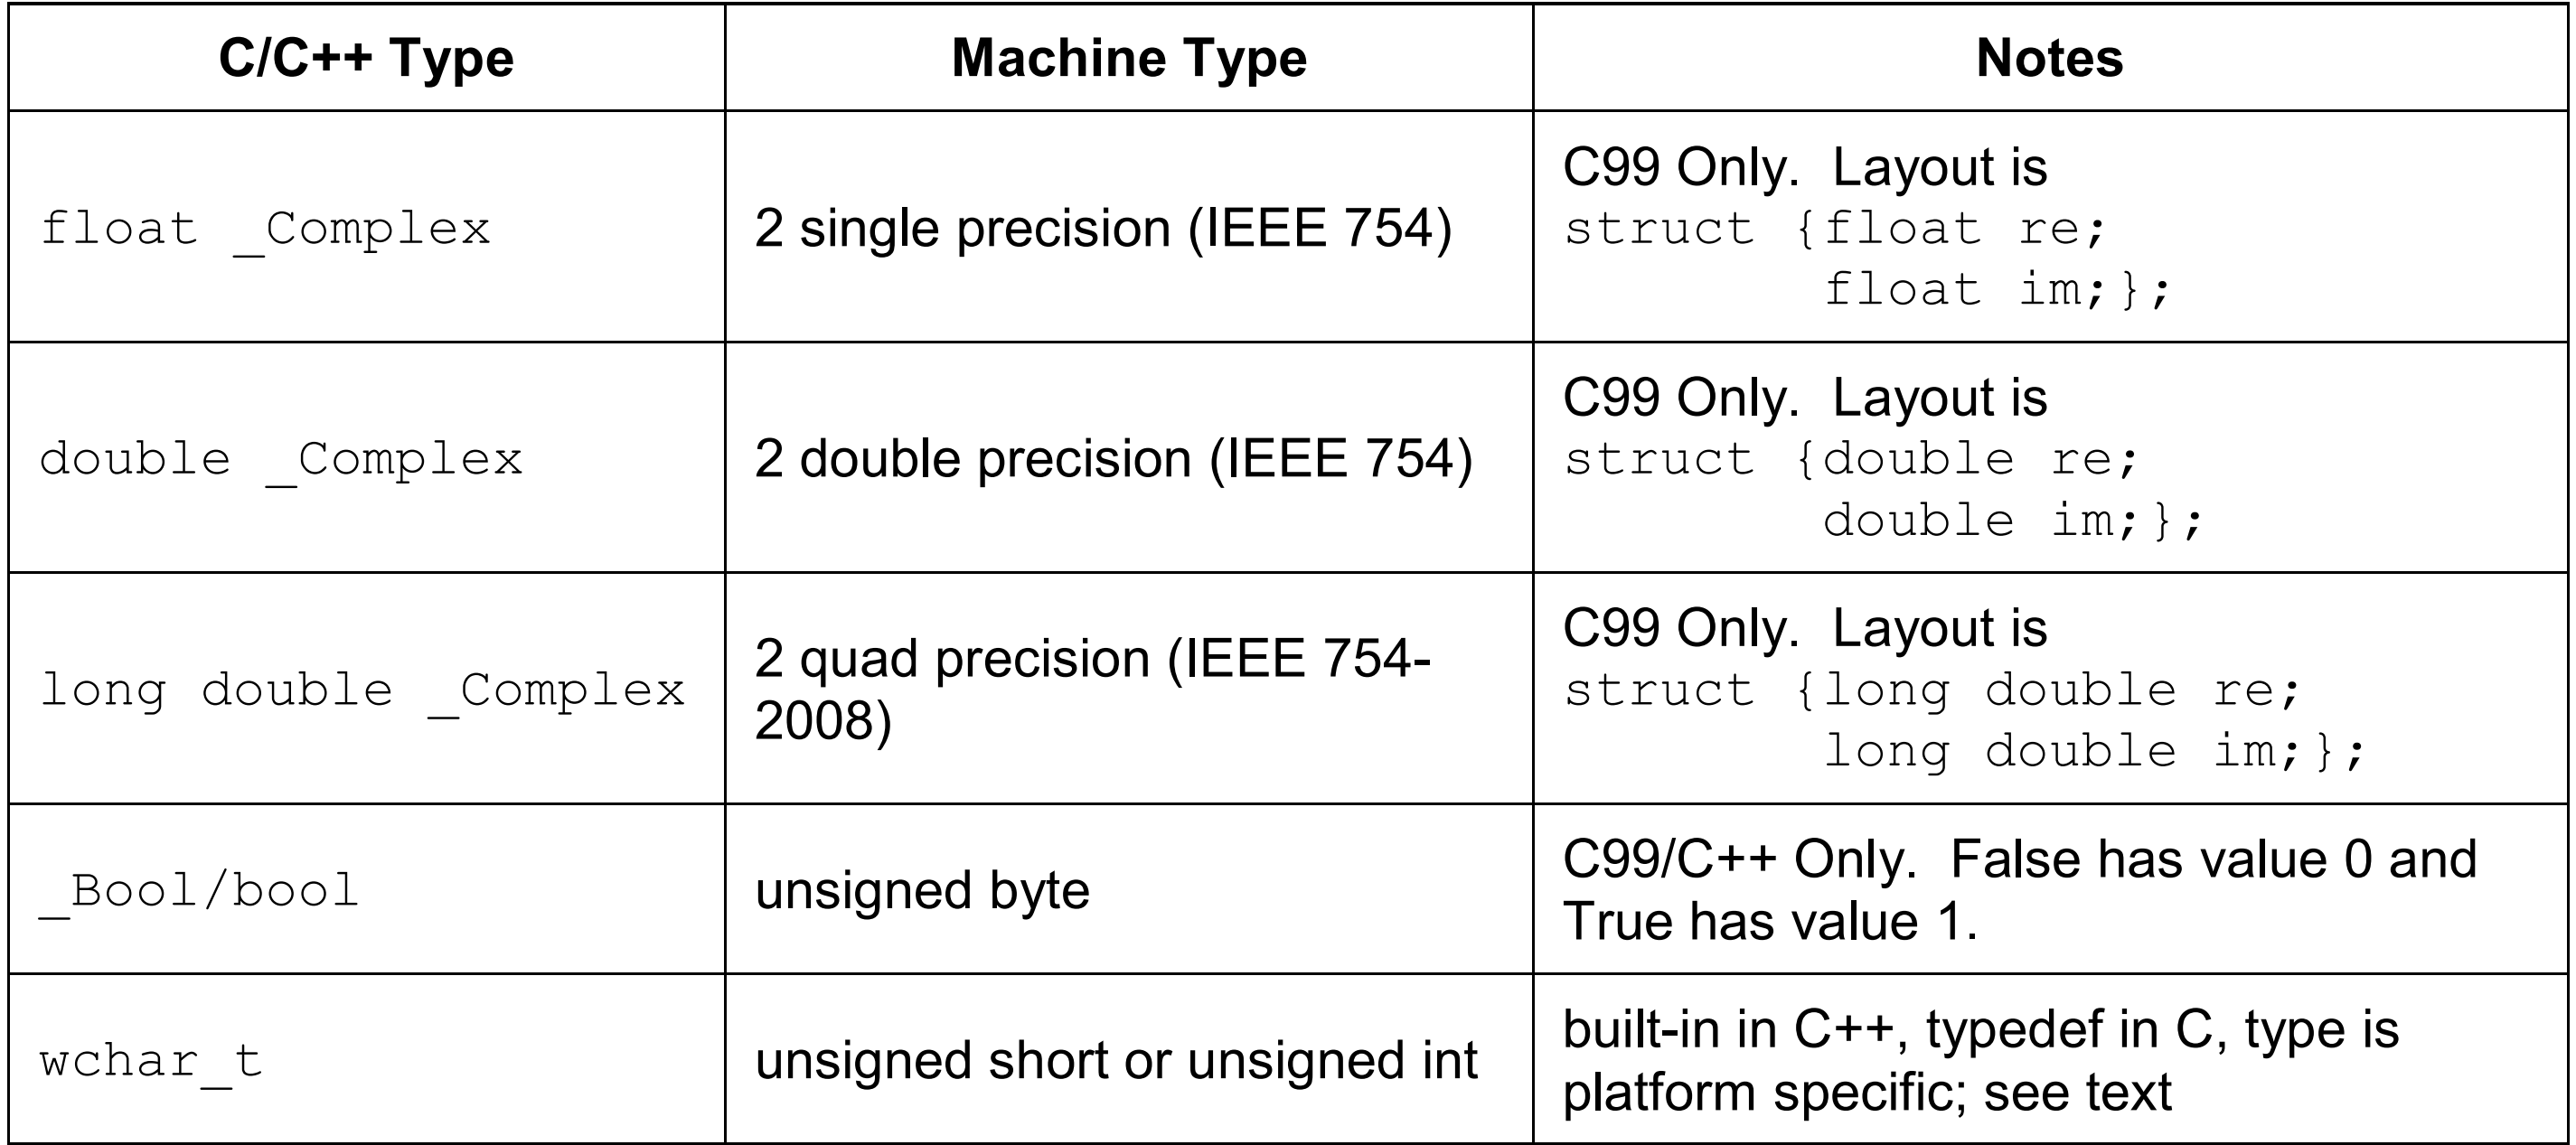 C/C++ Type Machine Type Notes
float _Complex 2 single precision (IEEE 754) C99 Only. Layout is
struct {float re;
float im;};
double _Complex 2 double precision (IEEE 754) C99 Only. Layout is
struct {double re;
double im;};
long double _Complex 2 quad precision (IEEE 754-
2008) C99 Only. Layout is
struct {long double re;
long double im;};
_Bool/bool unsigned byte C99/C++ Only. False has value 0 and
True has value 1.
wchar_t unsigned short or unsigned int built-in in C++, typedef in C, type is
platform specific; see text